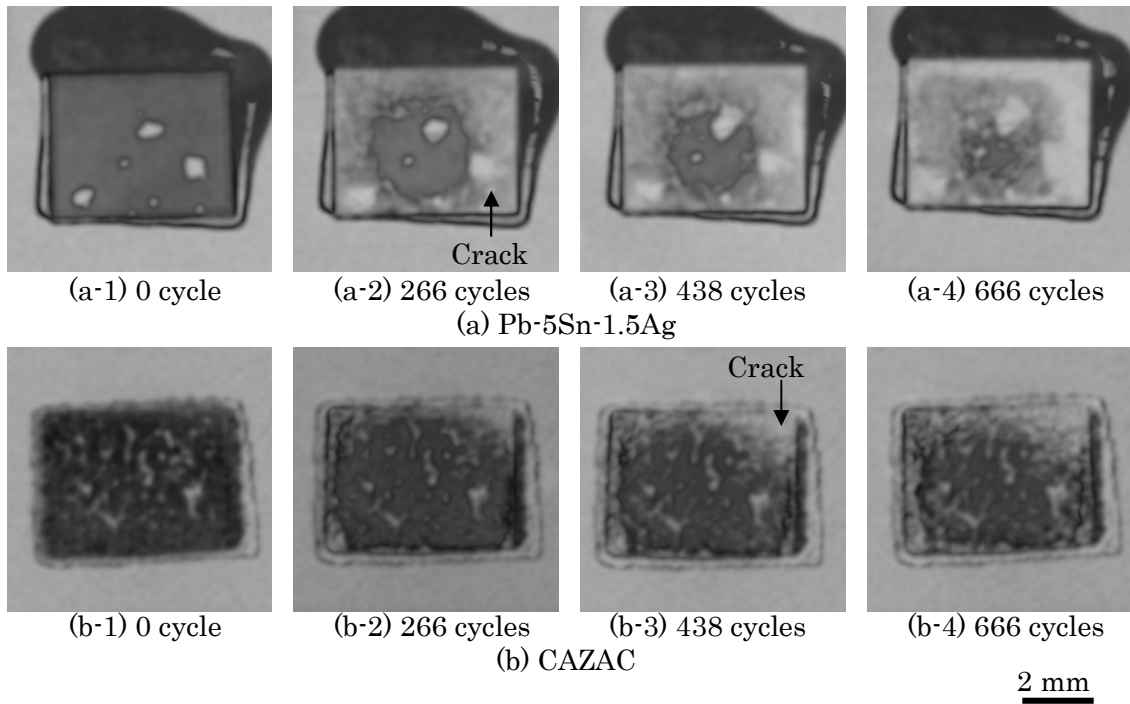 Crack
(a-1) 0 cycle (a-2) 266 cycles (a-3) 438 cycles (a-4) 666 cycles
(a) Pb-5Sn-1.5Ag
Crack
(b-1) 0 cycle (b-2) 266 cycles (b-3) 438 cycles (b-4) 666 cycles
(b) CAZAC
2 mm